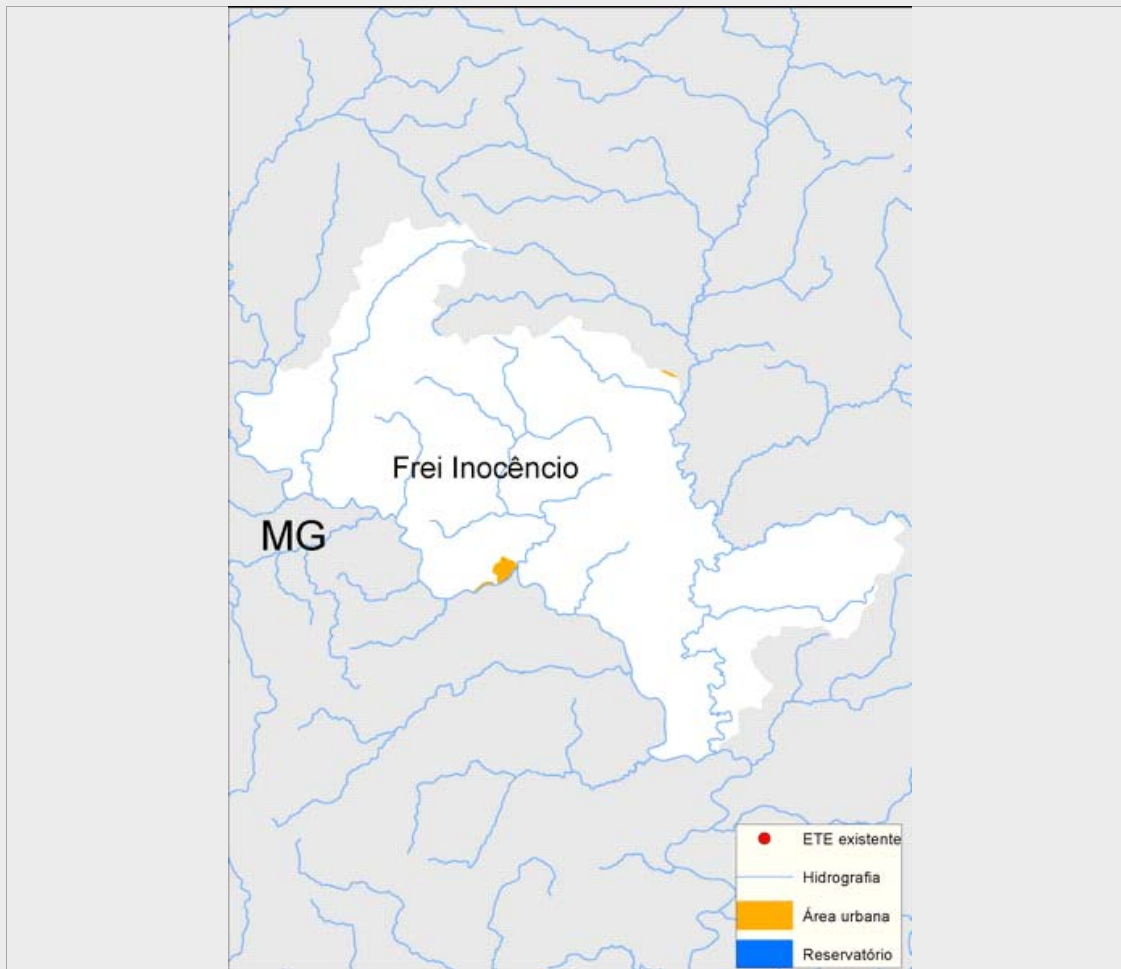 Frei Inocêncio
MG
ETE existente
Hidrografia
Área urbana
Reservatório